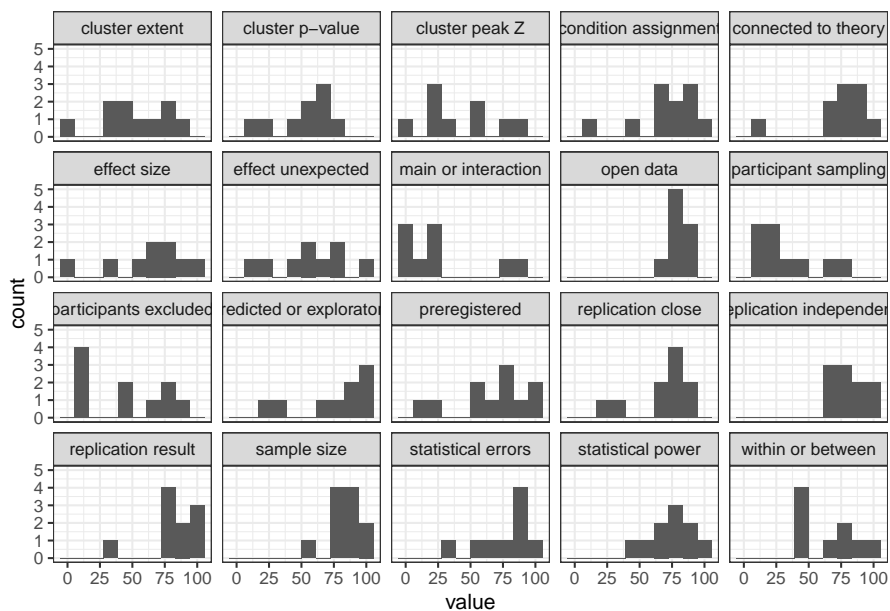 cluster extent
cluster p−value
cluster peak Z
condition assignment
connected to theory
5
4
3
2
1
0
effect size
effect unexpected
main or interaction
open data
participant sampling
5
4
3
2
1
0
participants excluded
redicted or explorator
preregistered
replication close
eplication independen
5
4
3
2
1
0
replication result
sample size
statistical errors
statistical power
within or between
5
4
3
2
1
0
0 25 50 75 100
0 25 50 75 100
0 25 50 75 100
0 25 50 75 100
0 25 50 75 100
count
value